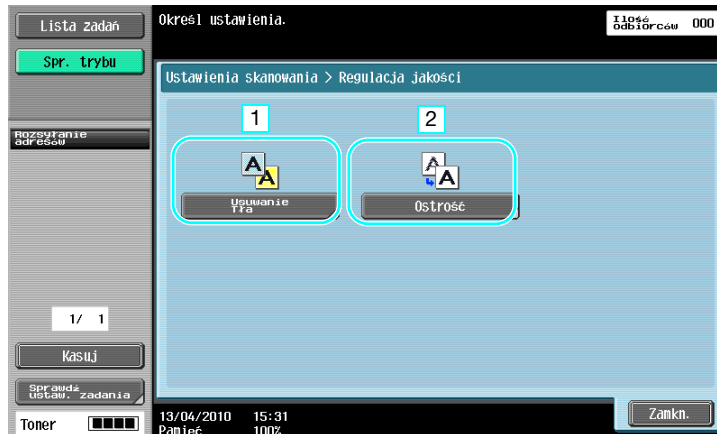 Lista zadań
Określ ustawienia.
Ilość
odbiorców
000
Spr. trybu
Ustawienia skanowania > Regulacja jakości
1
2
Rozsyłanie
adresów
A
A
A
A
Usuwanie
Tła
Ostrość
1/ 1
Kasuj
Sprawdź
ustaw. zadania
Toner
13/04/2010 15:31
Pamięć 100%
Zamkn.